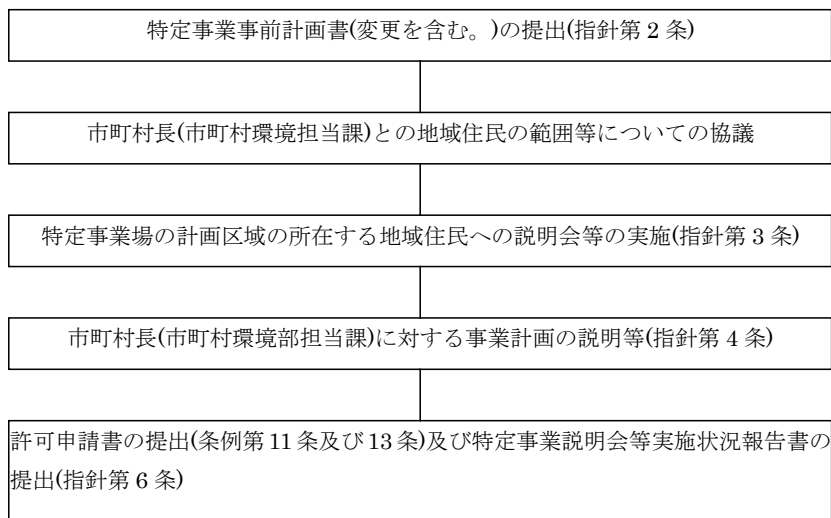 特定事業事前計画書(変更を含む。)の提出(指針第 2 条)
市町村長(市町村環境担当課)との地域住民の範囲等についての協議
特定事業場の計画区域の所在する地域住民への説明会等の実施(指針第 3 条)
市町村長(市町村環境部担当課)に対する事業計画の説明等(指針第 4 条)
許可申請書の提出(条例第 11 条及び 13 条)及び特定事業説明会等実施状況報告書の
提出(指針第 6 条)